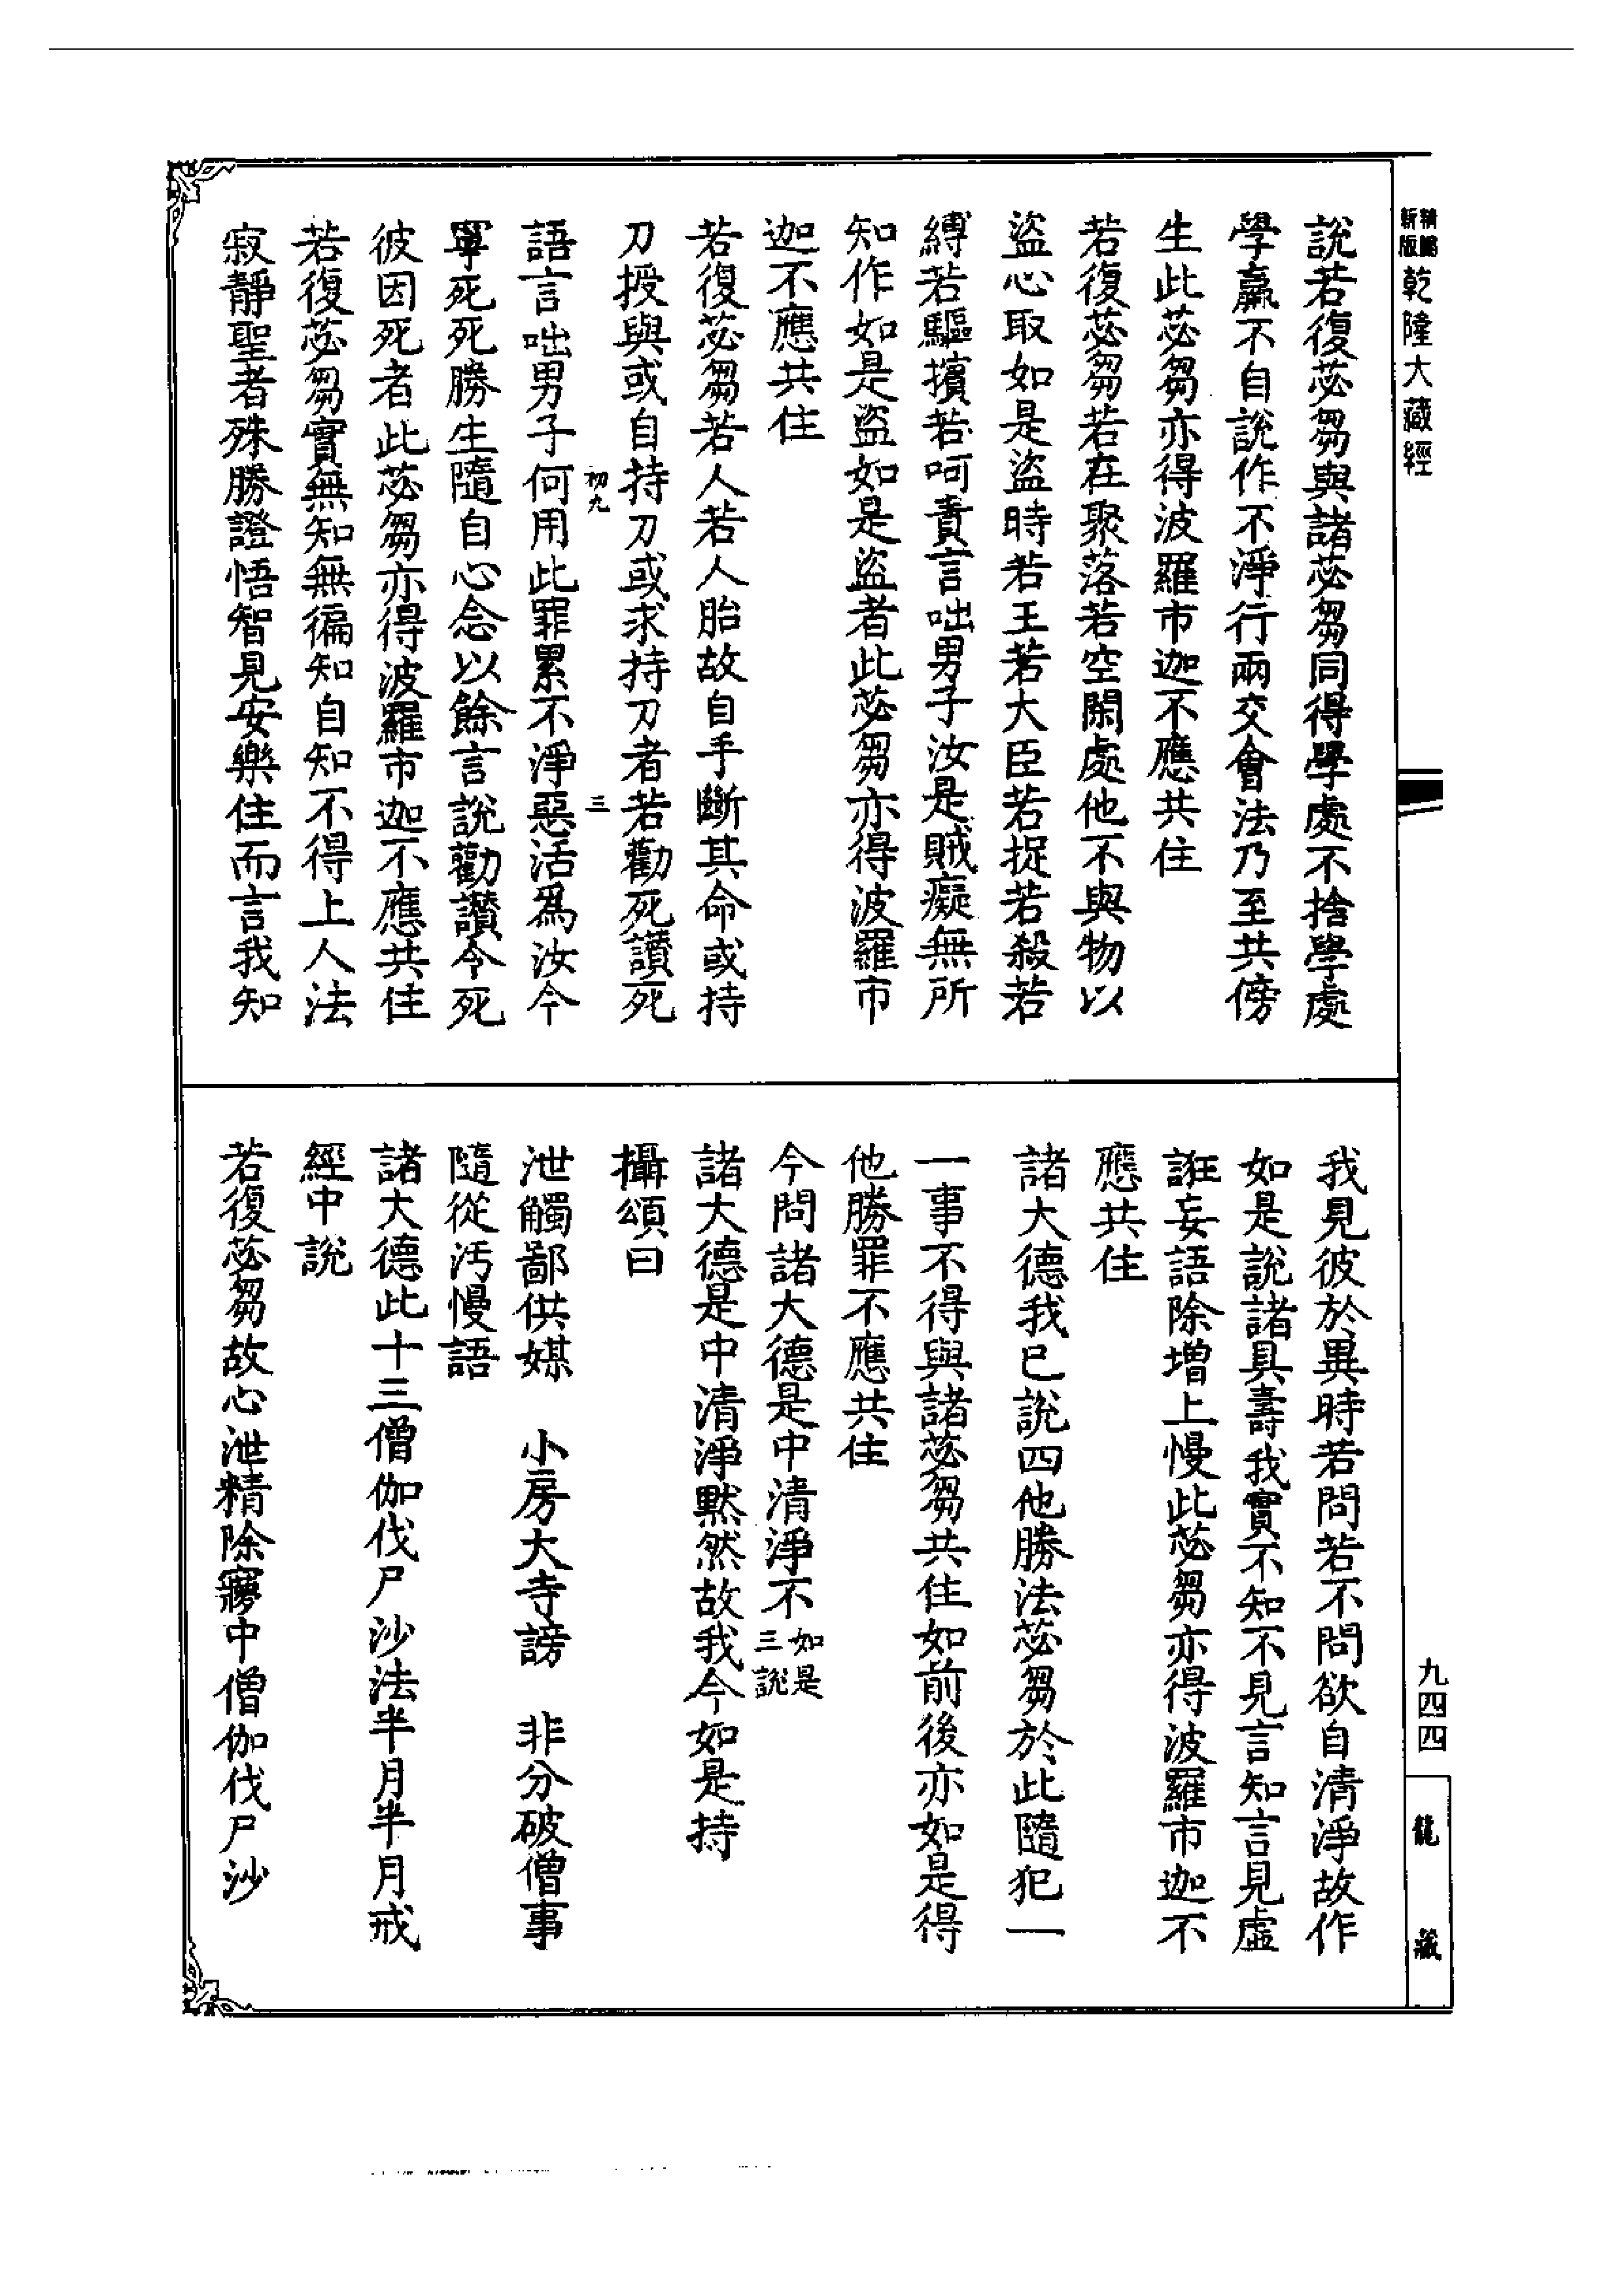 精鵰新版乾隆大藏經
說若復苾芻與諸苾芻同得學處不捨學處
學羸不自說作不淨行兩交會法乃至共傍
生此苾芻亦得波羅市迦不應共住
若復苾芻若在聚落若空閑處他不與物以
盜心取如是盜時若王若大臣若捉若殺若
縛若驅擯若呵責言咄男子汝是賊癡無所
知作如是盜如是盜者此苾芻亦得波羅市
迦不應共住
若復苾芻若人若人胎故自手斷其命或持
刀授與或自持刀或求持刀者若勸死讚死
初九 三
語言咄男子何用此罪累不淨惡活爲汝今
寧死死勝生隨自心念以餘言說勸讚令死
彼因死者此苾芻亦得波羅市迦不應共住
若復苾芻實無知無徧知自知不得上人法
寂靜聖者殊勝證悟智見安樂住而言我知
我見彼於異時若問若不問欲自清淨故作
如是說諸具壽我實不知不見言知言見虛
誑妄語除增上慢此苾芻亦得波羅市迦不
應共住
諸大德我已說四他勝法苾芻於此隨犯一
一事不得與諸苾芻共住如前後亦如是得
他勝罪不應共住
今問諸大德是中清淨不如是三說
諸大德是中清淨默然故我今如是持
攝頌曰
泄觸鄙供媒 小房大寺謗 非分破僧事
隨從汚慢語
諸大德此十三僧伽伐尸沙法半月半月戒
經中說
若復苾芻故心泄精除寱中僧伽伐尸沙
九四四
龍藏